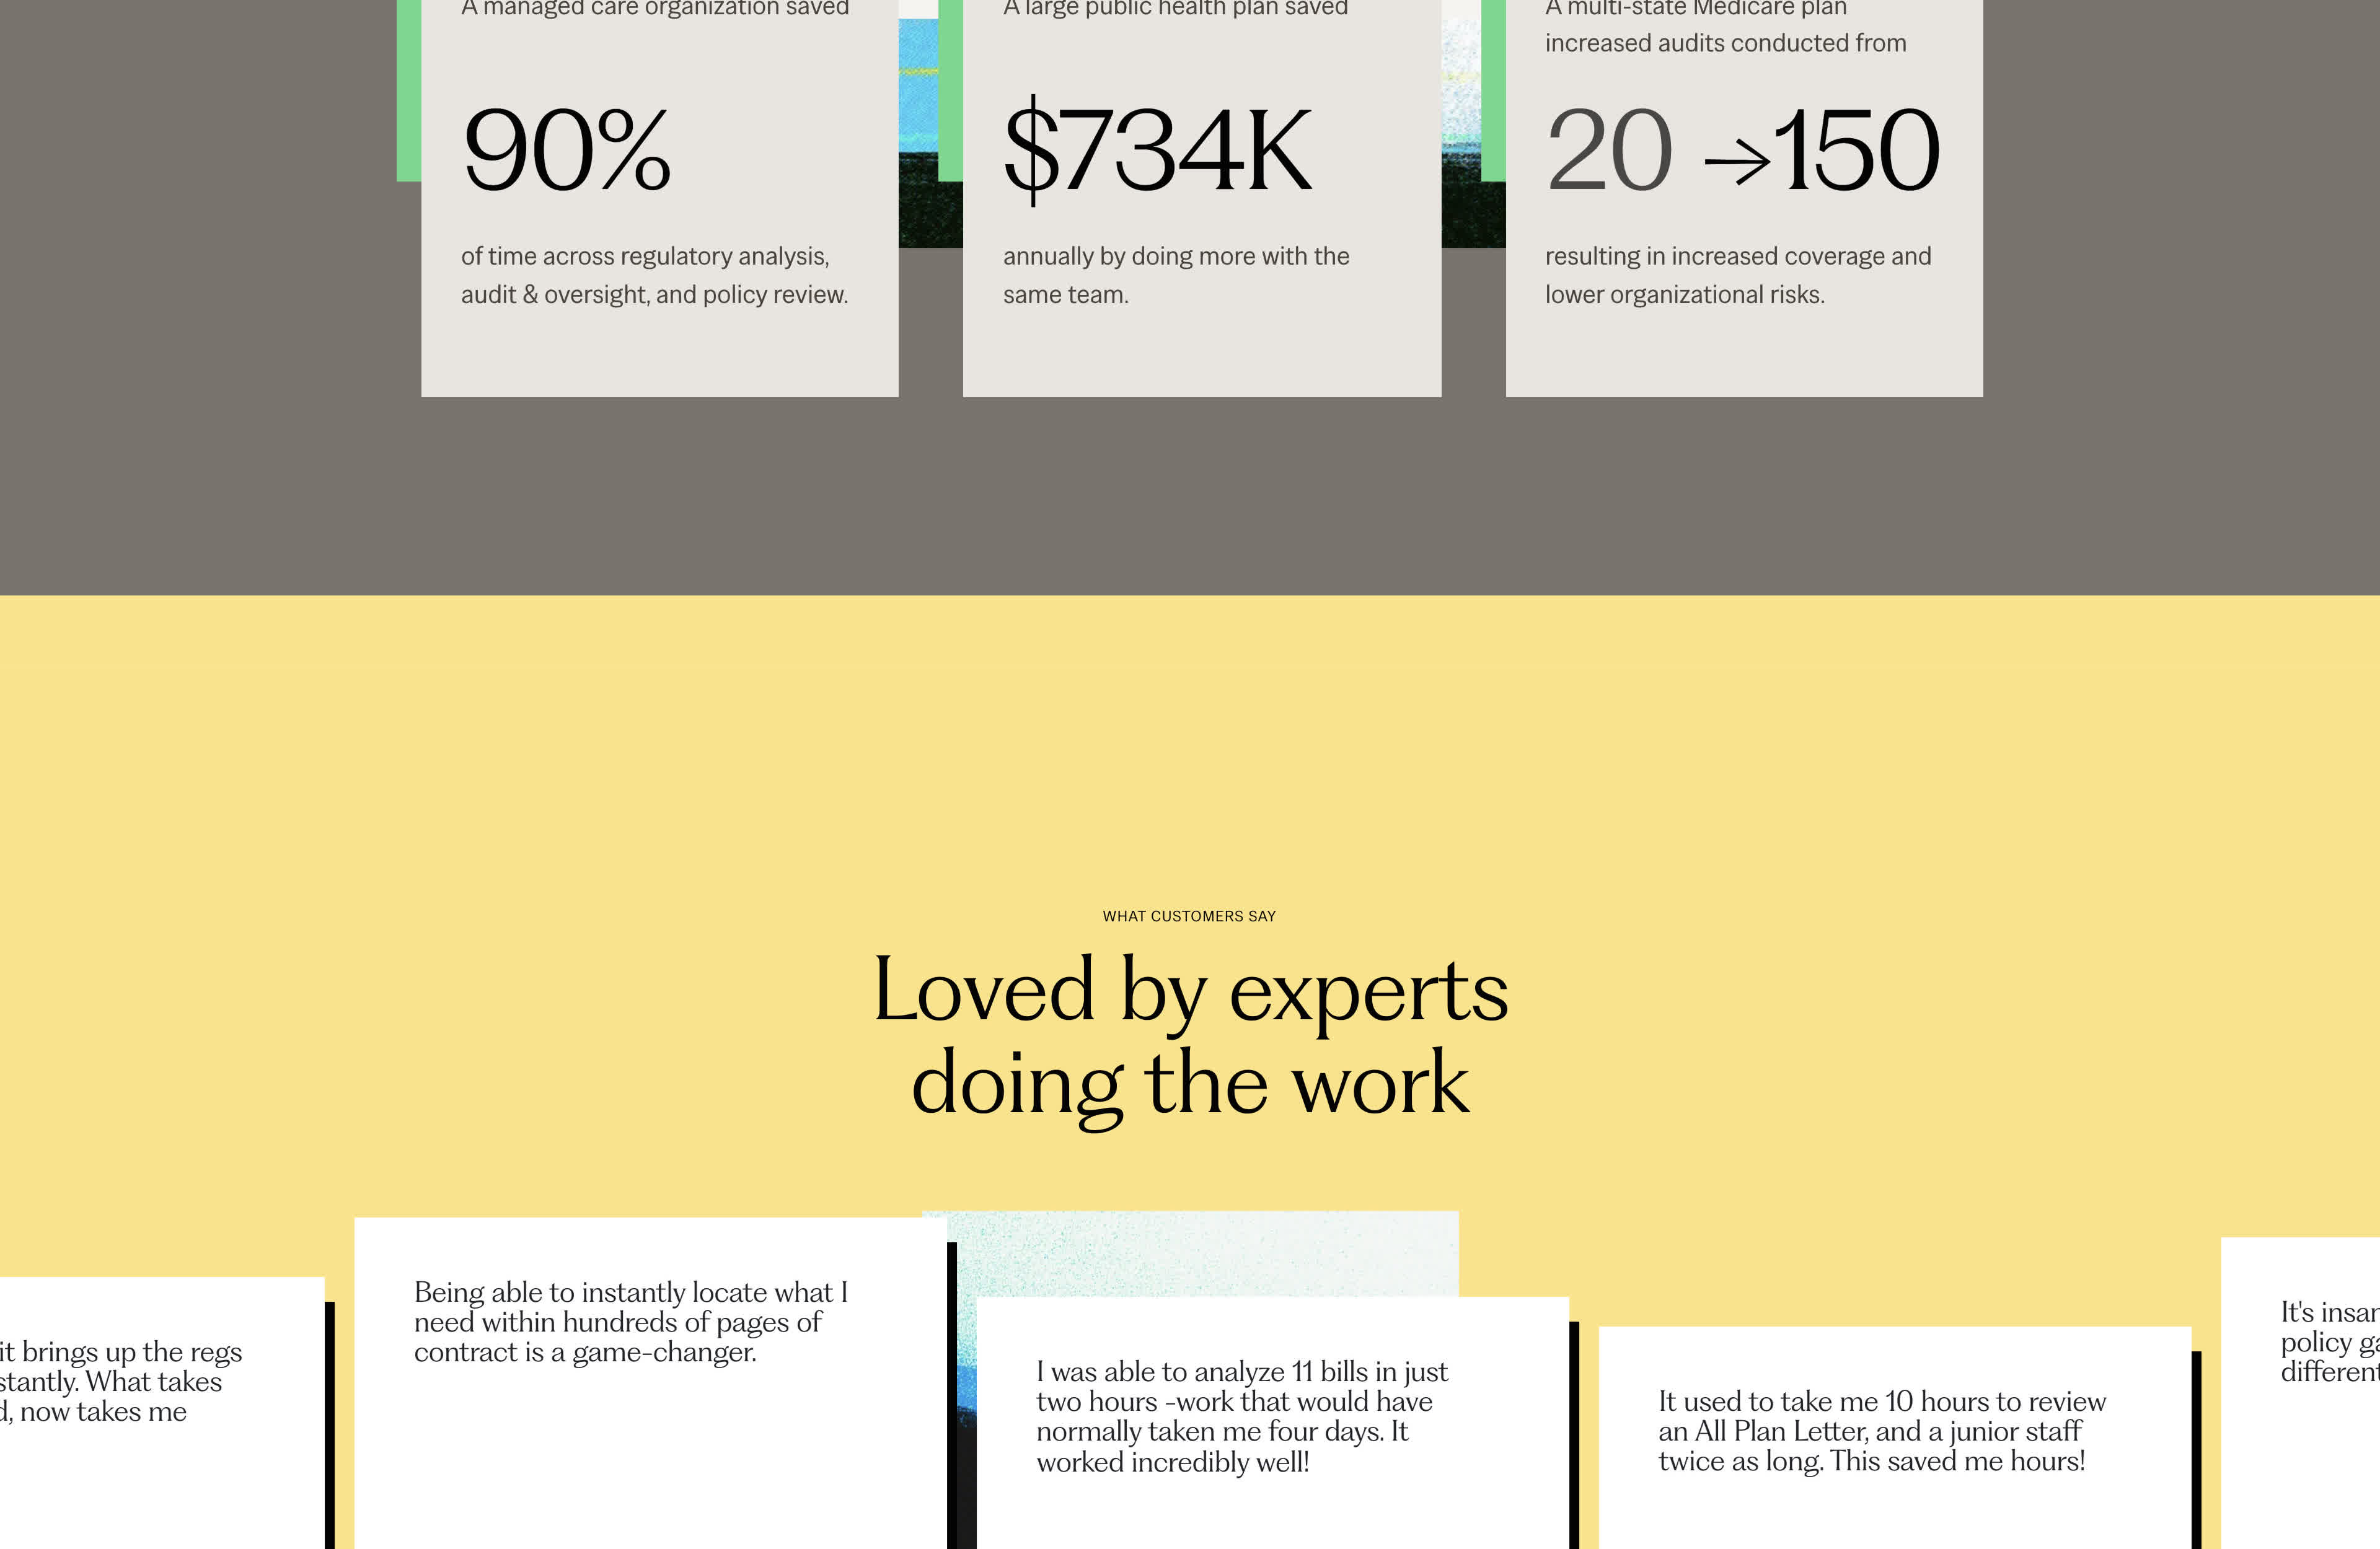 A managed care organization saved
90%
of time across regulatory analysis,
audit & oversight, and policy review.
A large public health plan saved
$734K
annually by doing more with the
same team.
A multi-state Medicare plan
increased audits conducted from
20 →150
resulting in increased coverage and
lower organizational risks.
WHAT CUSTOMERS SAY
Loved by experts
doing the work
it brings up the regs
What takes
now takes me
Being able to instantly locate what I
need within hundreds of pages of
contract is a game-changer.
I was able to analyze 11 bills in just
two hours -work that would have
normally taken me four days. It
worked incredibly well!
It used to take me 10 hours to review
an All Plan Letter, and a junior staff
twice as long. This saved me hours!
It's
policy
different